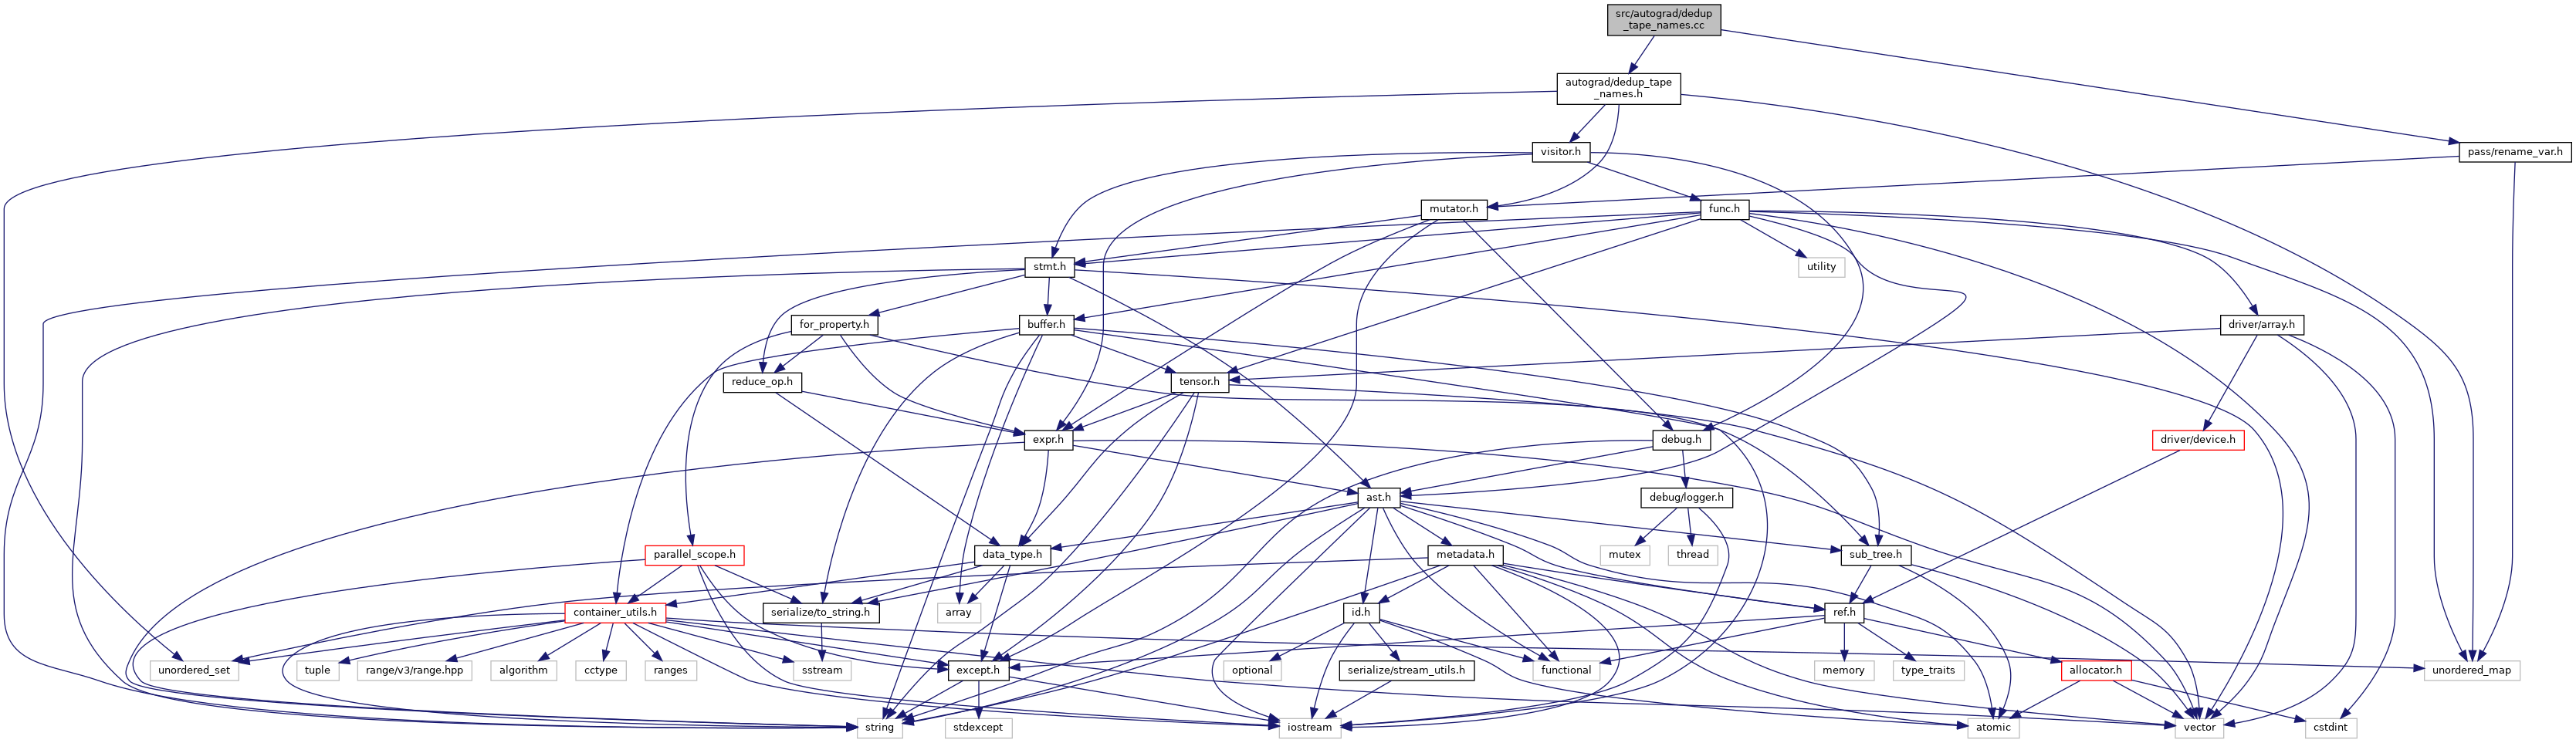 src/autograd/dedup
_tape_names.cc
autograd/dedup_tape
_names.h
visitor.h
pass/rename_var.h
mutator.h
func.h
stmt.h
utility
for_property.h
buffer.h
driver/array.h
reduce_op.h
tensor.h
expr.h
debug.h
driver/device.h
ast.h
debug/logger.h
parallel_scope.h
data_type.h
metadata.h
mutex
thread
sub_tree.h
container_utils.h
serialize/to_string.h
array
id.h
ref.h
unordered_set
tuple
range/v3/range.hpp
algorithm
cctype
ranges
sstream
except.h
optional
serialize/stream_utils.h
functional
memory
type_traits
allocator.h
unordered_map
string
stdexcept
iostream
atomic
vector
cstdint